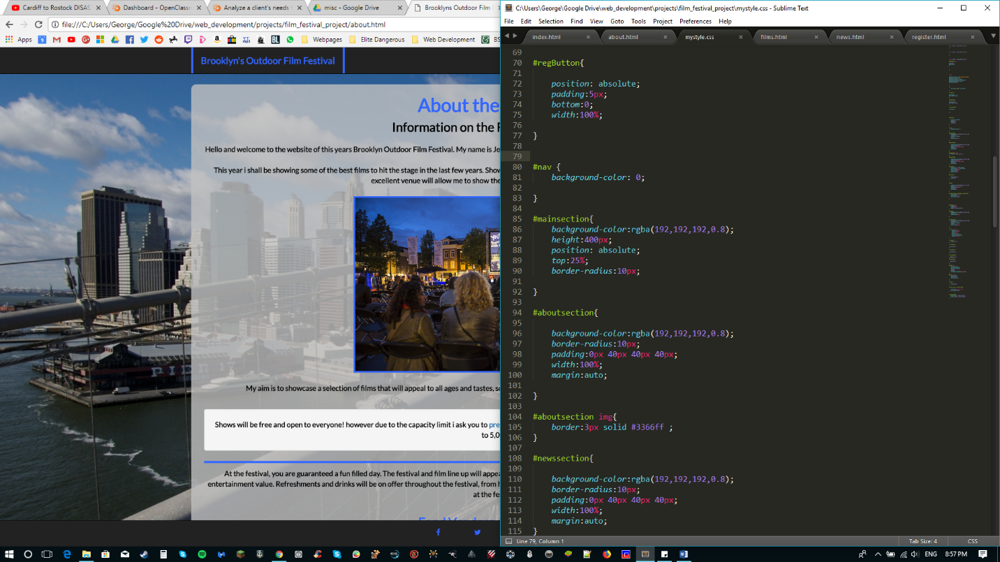 Cardiff to Rostock DISAS
Dashboard - OpenClassr
Analyze a client's needs
misc - Google Drive
Brooklyns Outdoor Film
file:///C:/Users/George/Google%20Drive/web_development/projects/film_festival_project/about.html
Apps
Webpages
Elite Dangerous
Web Development
BS
Brooklyn's Outdoor Film Festival
About the
Information on the F
Hello and welcome to the website of this years Brooklyn Outdoor Film Festival. My name is Je
This year i shall be showing some of the best films to hit the stage in the last few years. Show
excellent venue will allow me to show the
My aim is to showcase a selection of films that will appeal to all ages and tastes, so
Shows will be free and open to everyone! however due to the capacity limit i ask you to pre
to 5,0
At the festival, you are guaranteed a fun filled day. The festival and film line up will appea
entertainment value. Refreshments and drinks will be on offer throughout the festival, from h
at the fes
C:\Users\George\Google Drive\web_development\projects\film_festival_project\mystyle.css - Sublime Text
File Edit Selection Find View Goto Tools Project Preferences Help
index.html
about.html
mystyle.css
films.html
news.html
register.html
69
70 #regButton{
71
72 position: absolute;
73 padding:5px;
74 bottom:0;
75 width:100%;
76
77 }
78
79
80 #nav {
81 background-color: 0;
82
83 }
84
85 #mainsection{
86 background-color:rgba(192,192,192,0.8);
87 height:400px;
88 position: absolute;
89 top:25%;
90 border-radius:10px;
91
92 }
93
94 #aboutsection{
95
96 background-color:rgba(192,192,192,0.8);
97 border-radius:10px;
98 padding:0px 40px 40px 40px;
99 width:100%;
100 margin:auto;
101
102 }
103
104 #aboutsection img{
105 border:3px solid #3366ff ;
106 }
107
108 #newssection{
109
110 background-color:rgba(192,192,192,0.8);
111 border-radius:10px;
112 padding:0px 40px 40px 40px;
113 width:100%;
114 margin:auto;
115 }
Line 79, Column 1
Tab Size: 4
CSS
ENG
8:57 PM